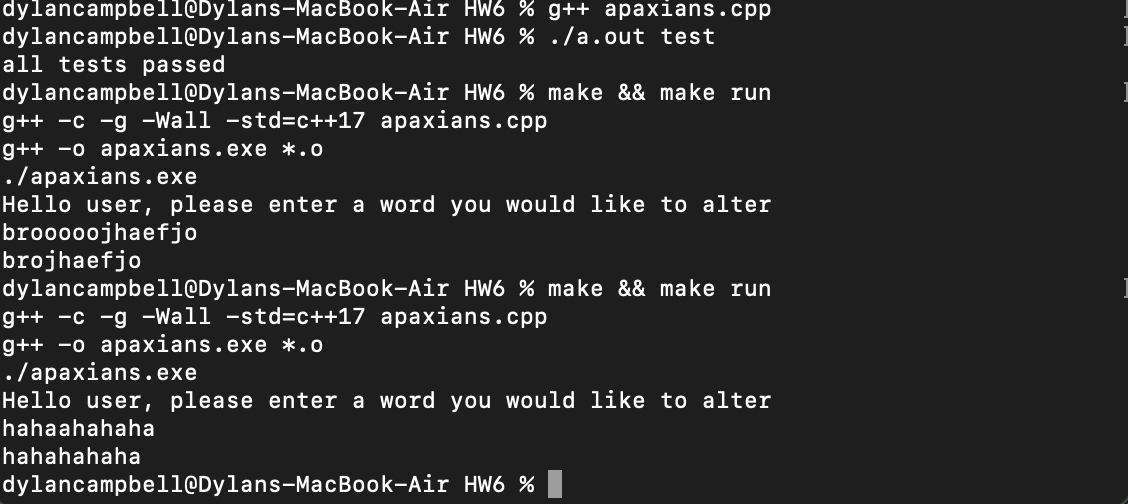 dylancampbell@Dylans-MacBook-Air HW6 % g++ apaxians.cpp
dylancampbell@Dylans-MacBook-Air HW6 % ./a.out test
all tests passed
dylancampbell@Dylans-MacBook-Air HW6 % make && make run
g++ -c -g -Wall -std=c++17 apaxians.cpp
g++ -o apaxians.exe *.o
./apaxians.exe
Hello user, please enter a word you would like to alter
brooooojhaefjo
brojhaefjo
dylancampbell@Dylans-MacBook-Air HW6 % make && make run
g++ -c -g -Wall -std=c++17 apaxians.cpp
g++ -o apaxians.exe *.o
./apaxians.exe
Hello user, please enter a word you would like to alter
hahaahahaha
hahahahaha
dylancampbell@Dylans-MacBook-Air HW6 %